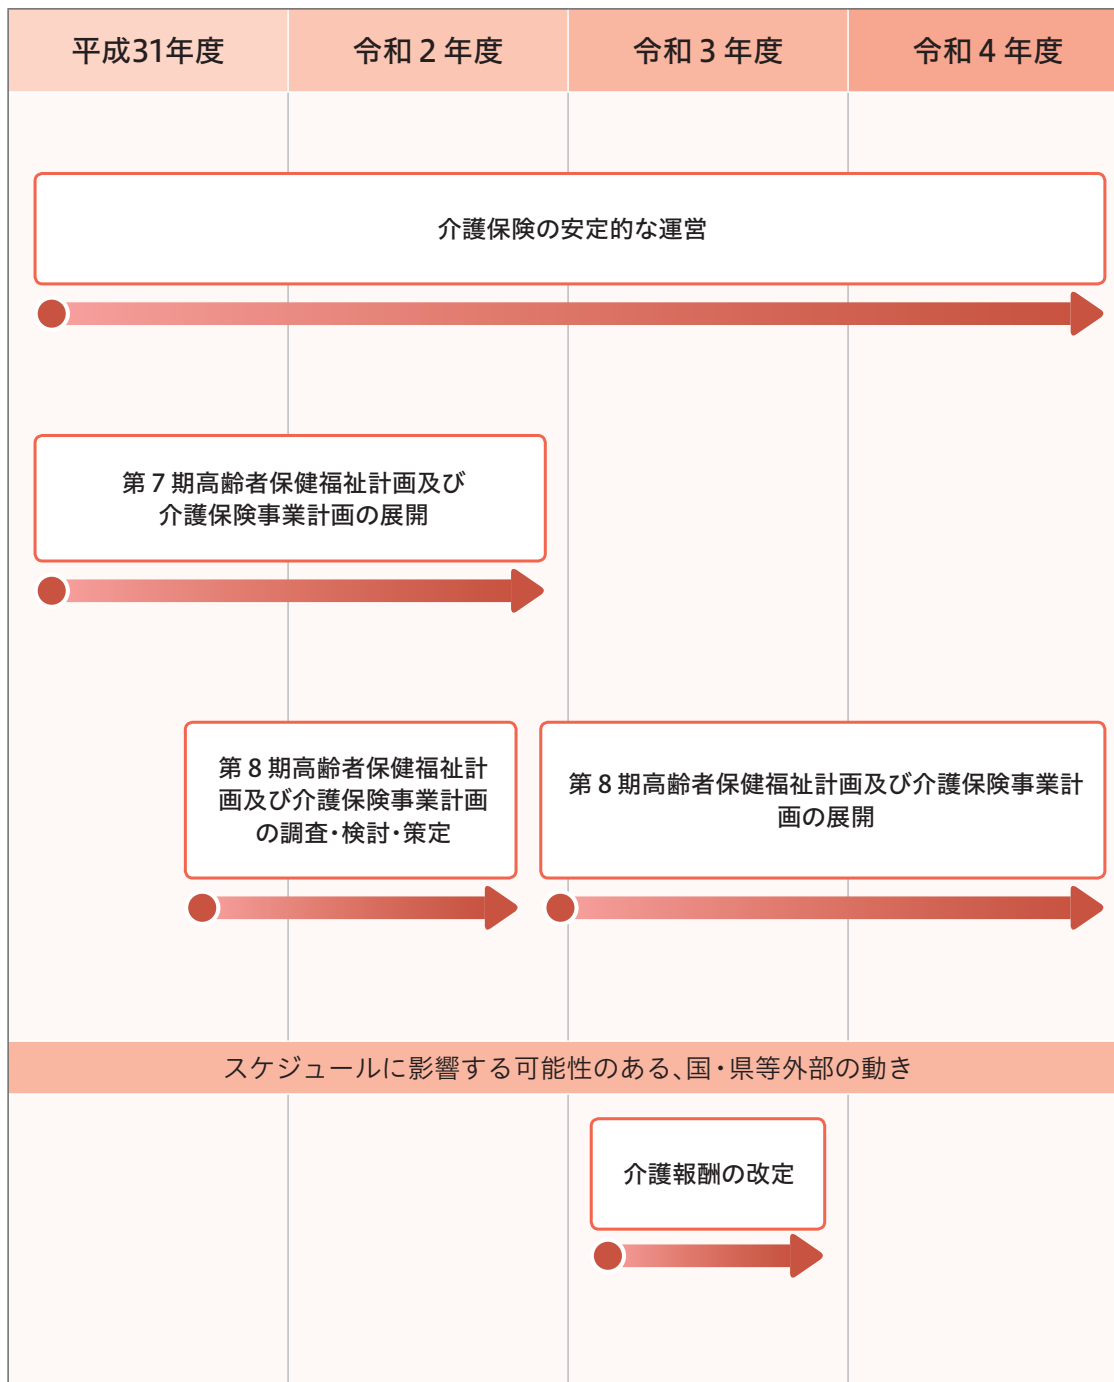 平成31年度
令和２年度
令和３年度
令和４年度
介護保険の安定的な運営
第７期高齢者保健福祉計画及び
介護保険事業計画の展開
第８期高齢者保健福祉計
画及び介護保険事業計画
の調査・検討・策定
第８期高齢者保健福祉計画及び介護保険事業計
画の展開
スケジュールに影響する可能性のある、国・県等外部の動き
介護報酬の改定